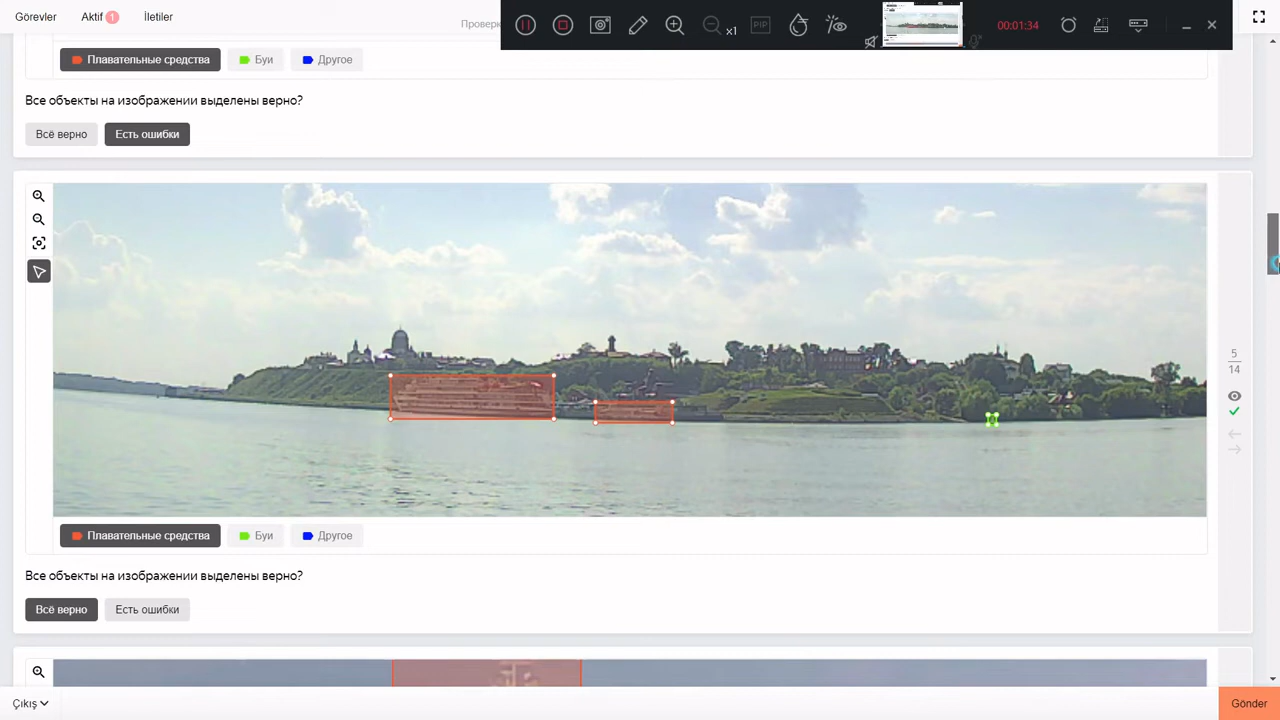 Görevler Aktif 1 İletiler
Проверк
x1
PIP
00:01:34
Плавательные средства Буи Другое
Все объекты на изображении выделены верно?
Всё верно Есть ошибки
5
14
Плавательные средства Буи Другое
Все объекты на изображении выделены верно?
Всё верно Есть ошибки
Çıkış
Gönder